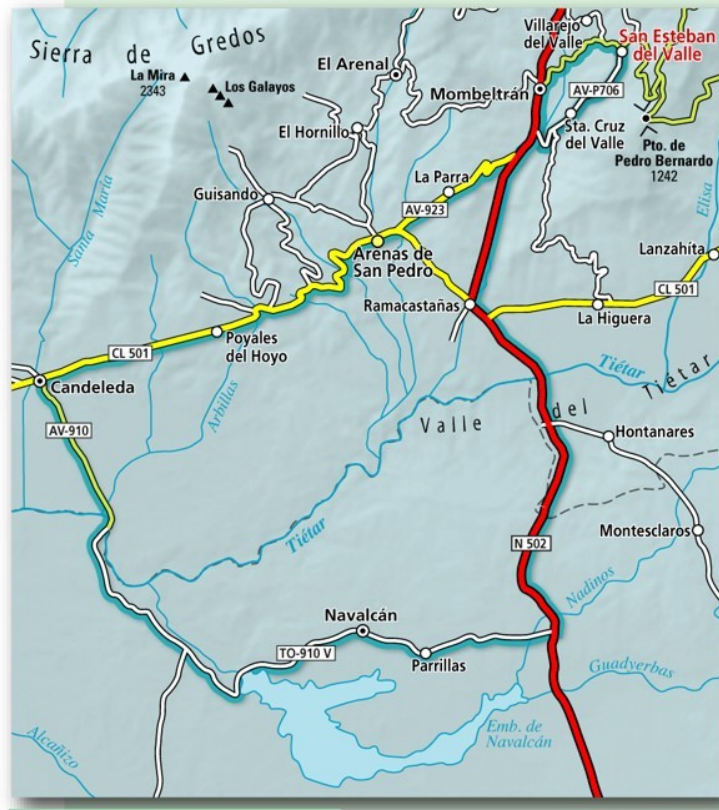 Sierra de Gredos
La Mira
2343
Los Galayos
El Arenal
Villarejo
del Valle
San Esteban
del Valle
Mombeltrán
AV-P706
Sta. Cruz
del Valle
Pto. de
Pedro Bernardo
1242
El Hornillo
La Parra
Guisando
AV-923
Santa María
Elisa
Arenas de
San Pedro
Lanzahíta
CL 501
Ramacastañas
La Higuera
Poyales
del Hoyo
CL 501
Candeleda
Tiétar
Valle del Tiétar
Arbillas
AV-910
Hontanares
Tiétar
N 502
Montesclaros
Nadinos
Navalcán
TO-910 V
Parrillas
Guadyerbas
Emb. de
Navalcán
Alcañizo